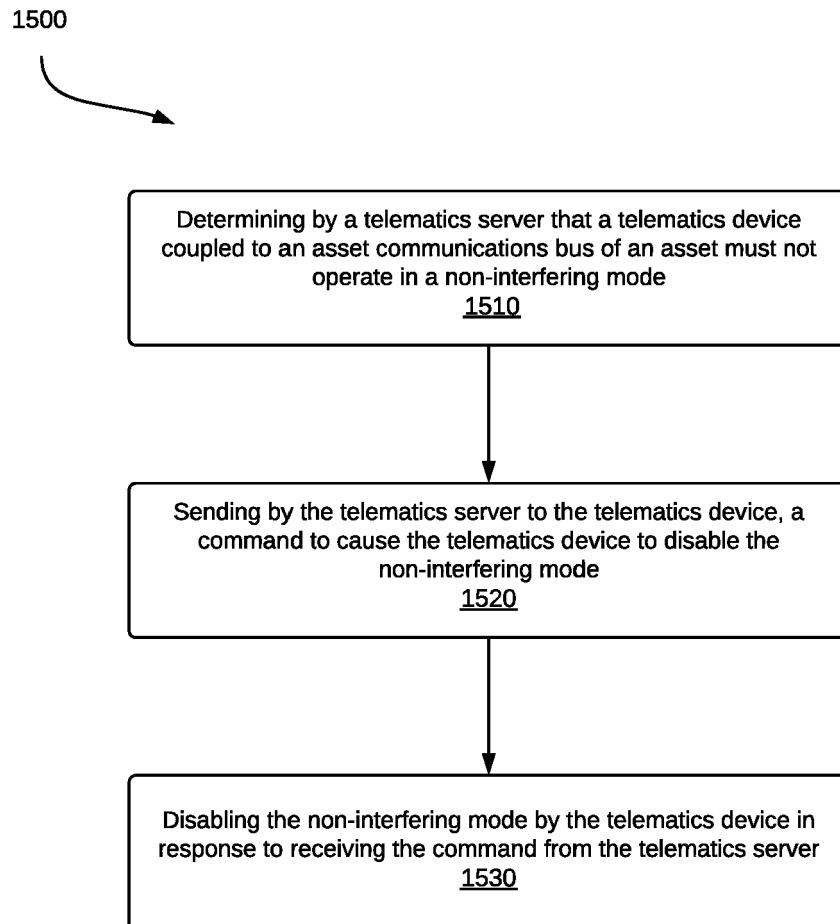 1500
Determining by a telematics server that a telematics device
coupled to an asset communications bus of an asset must not
operate in a non-interfering mode
1510
Sending by the telematics server to the telematics device, a
command to cause the telematics device to disable the
non-interfering mode
1520
Disabling the non-interfering mode by the telematics device in
response to receiving the command from the telematics server
1530